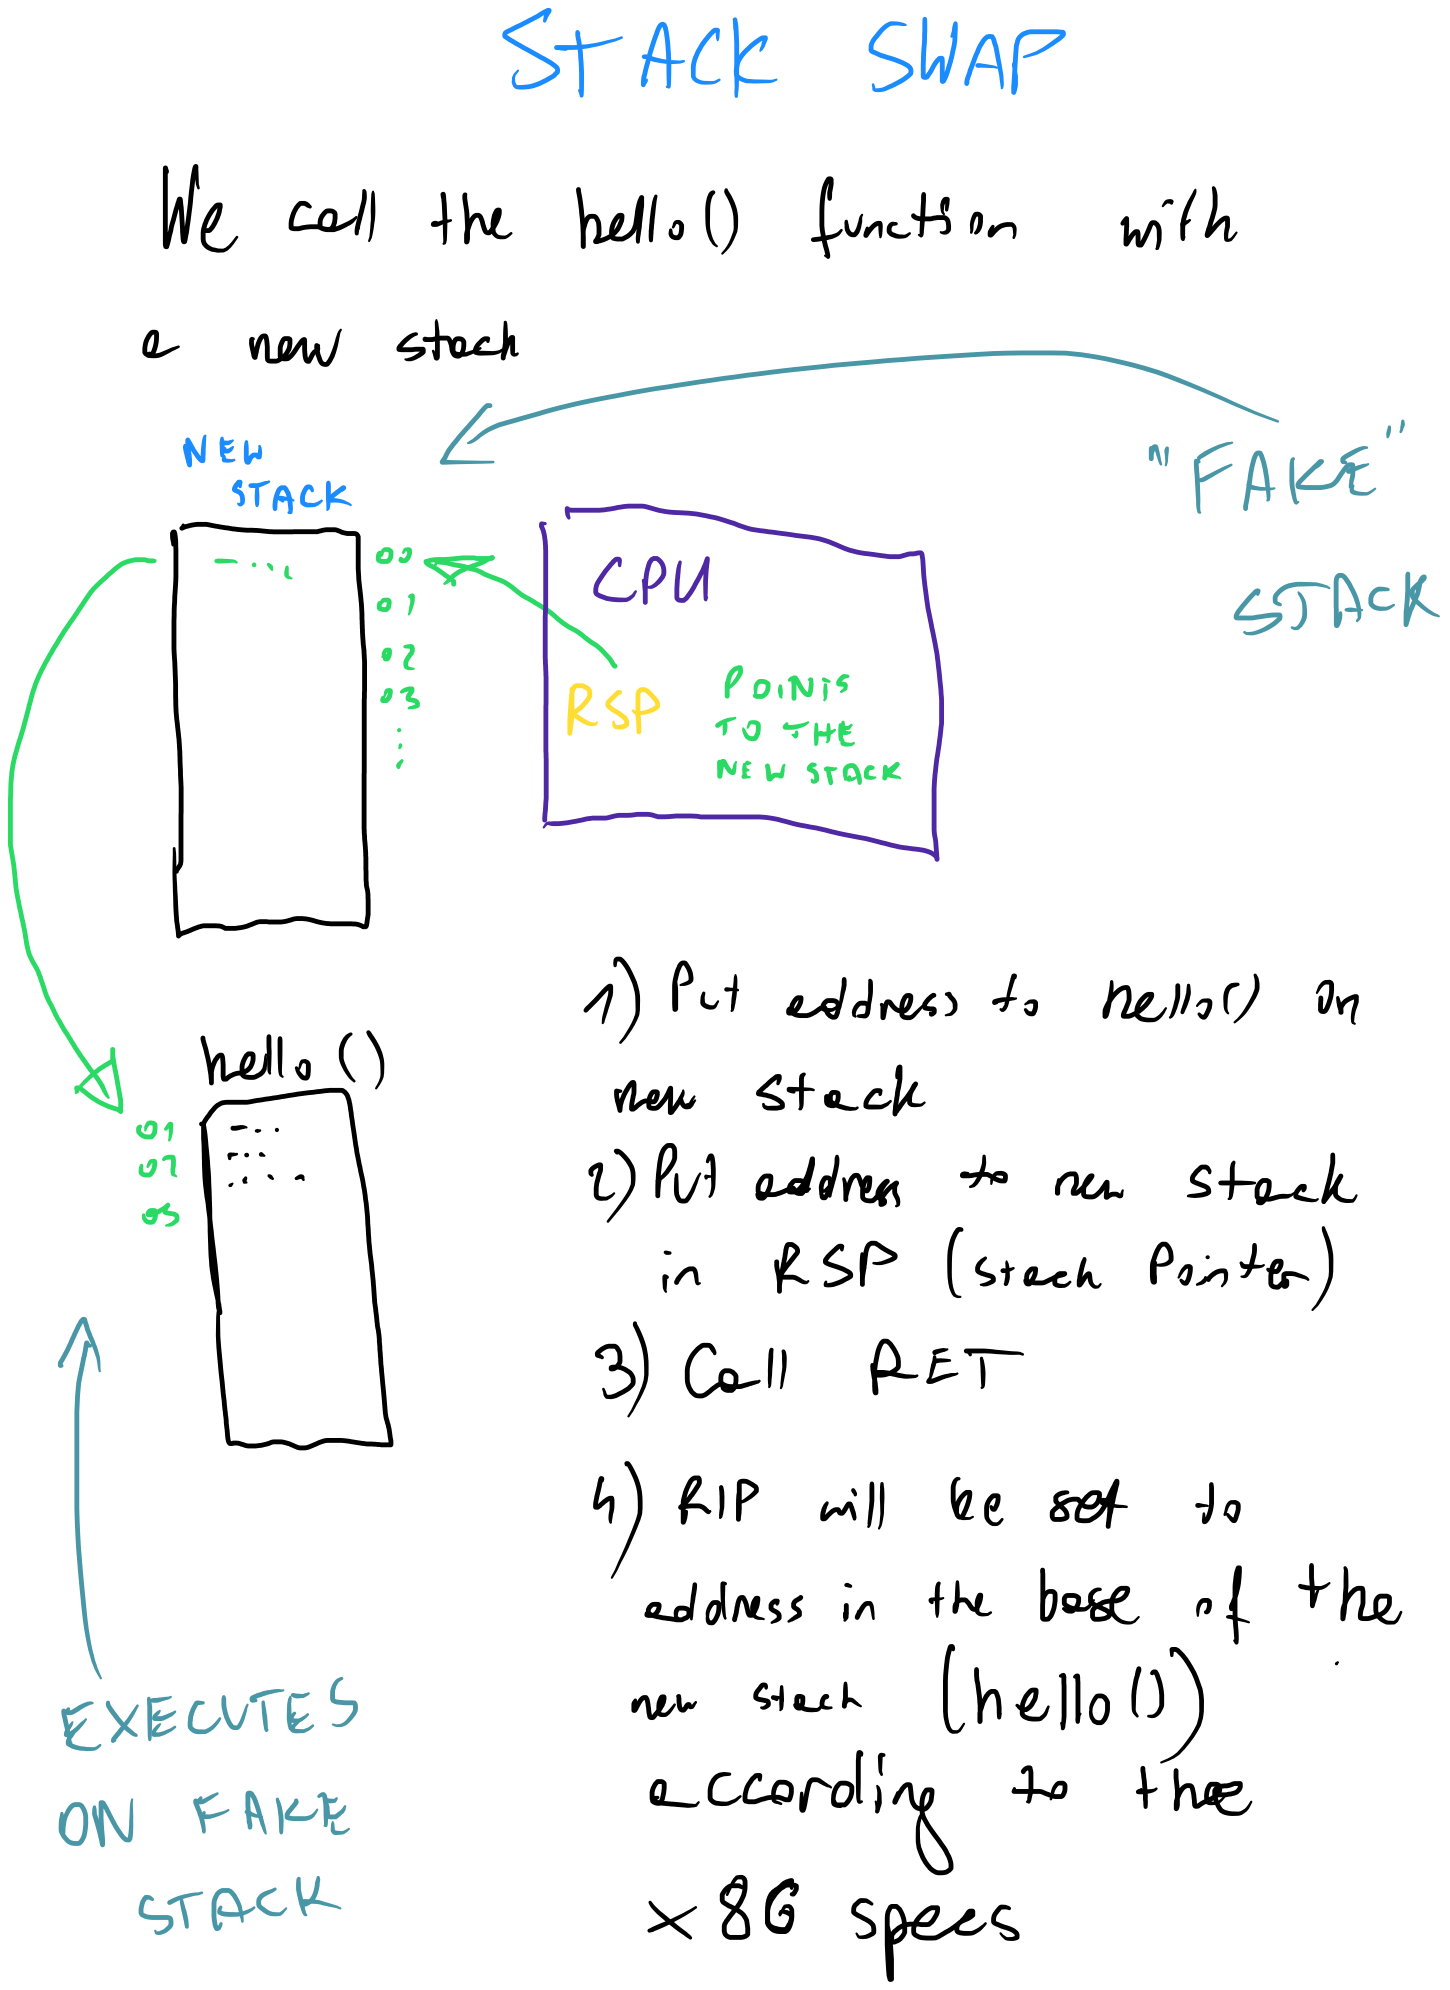 STACK SWAP
We call the hello() function with
a new stack
"FAKE"
STACK
NEW
STACK
00
01
02
03
CPU
RSP
POINTS
TO THE
NEW STACK
1) Put address to hello() on
new stack
2) Put address to new stack
in RSP (stack Pointer)
3) Call RET
4) RIP will be set to
address in the base of the
new stack (hello())
according to the
x86 specs
hello()
01
02
03
EXECUTES
ON FAKE
STACK